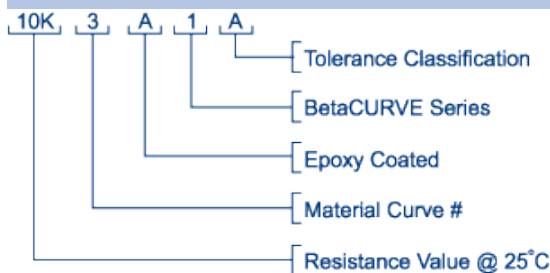 10K 3 A 1 A
Tolerance Classification
BetaCURVE Series
Epoxy Coated
Material Curve #
Resistance Value @ 25°C